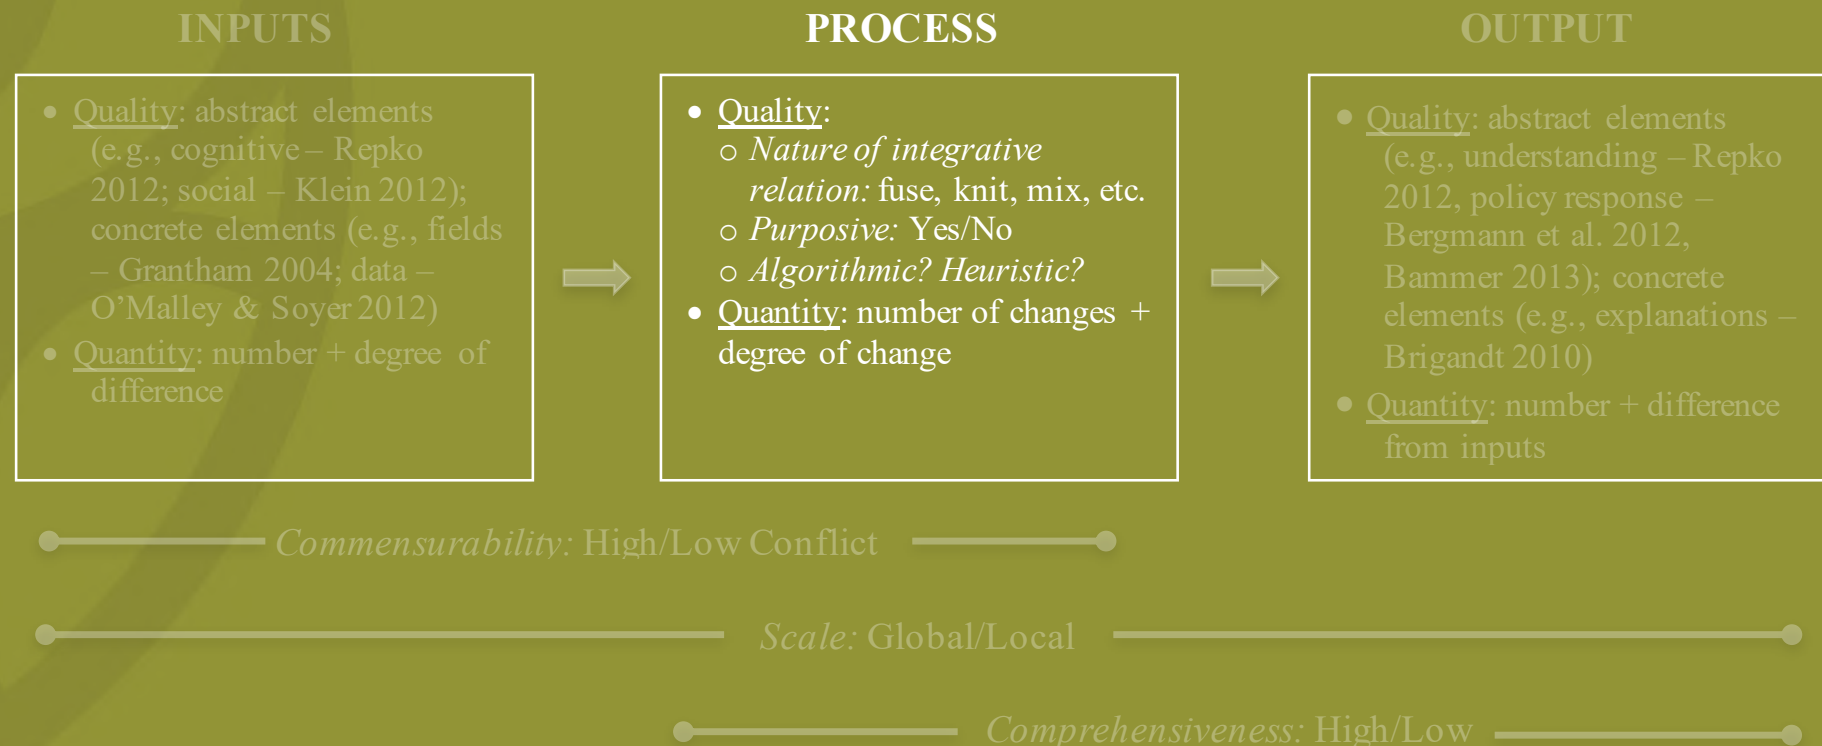 INPUTS
• Quality: abstract elements
(e.g., cognitive – Repko
2012; social – Klein 2012);
concrete elements (e.g., fields
– Grantham 2004; data –
O’Malley & Soyer 2012)
• Quantity: number + degree of
difference
PROCESS
• Quality:
o Nature of integrative
relation: fuse, knit, mix, etc.
o Purposive: Yes/No
o Algorithmic? Heuristic?
• Quantity: number of changes +
degree of change
OUTPUT
• Quality: abstract elements
(e.g., understanding – Repko
2012, policy response –
Bergmann et al. 2012,
Bammer 2013); concrete
elements (e.g., explanations –
Brigandt 2010)
• Quantity: number + difference
from inputs
Commensurability: High/Low Conflict
Scale: Global/Local
Comprehensiveness: High/Low